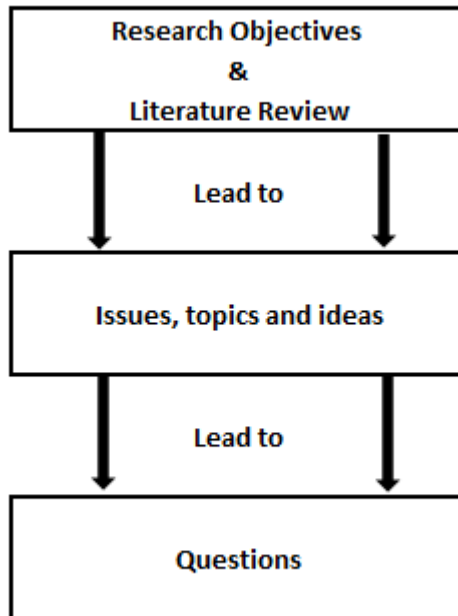 Research Objectives
&
Literature Review
Lead to
Issues, topics and ideas
Lead to
Questions